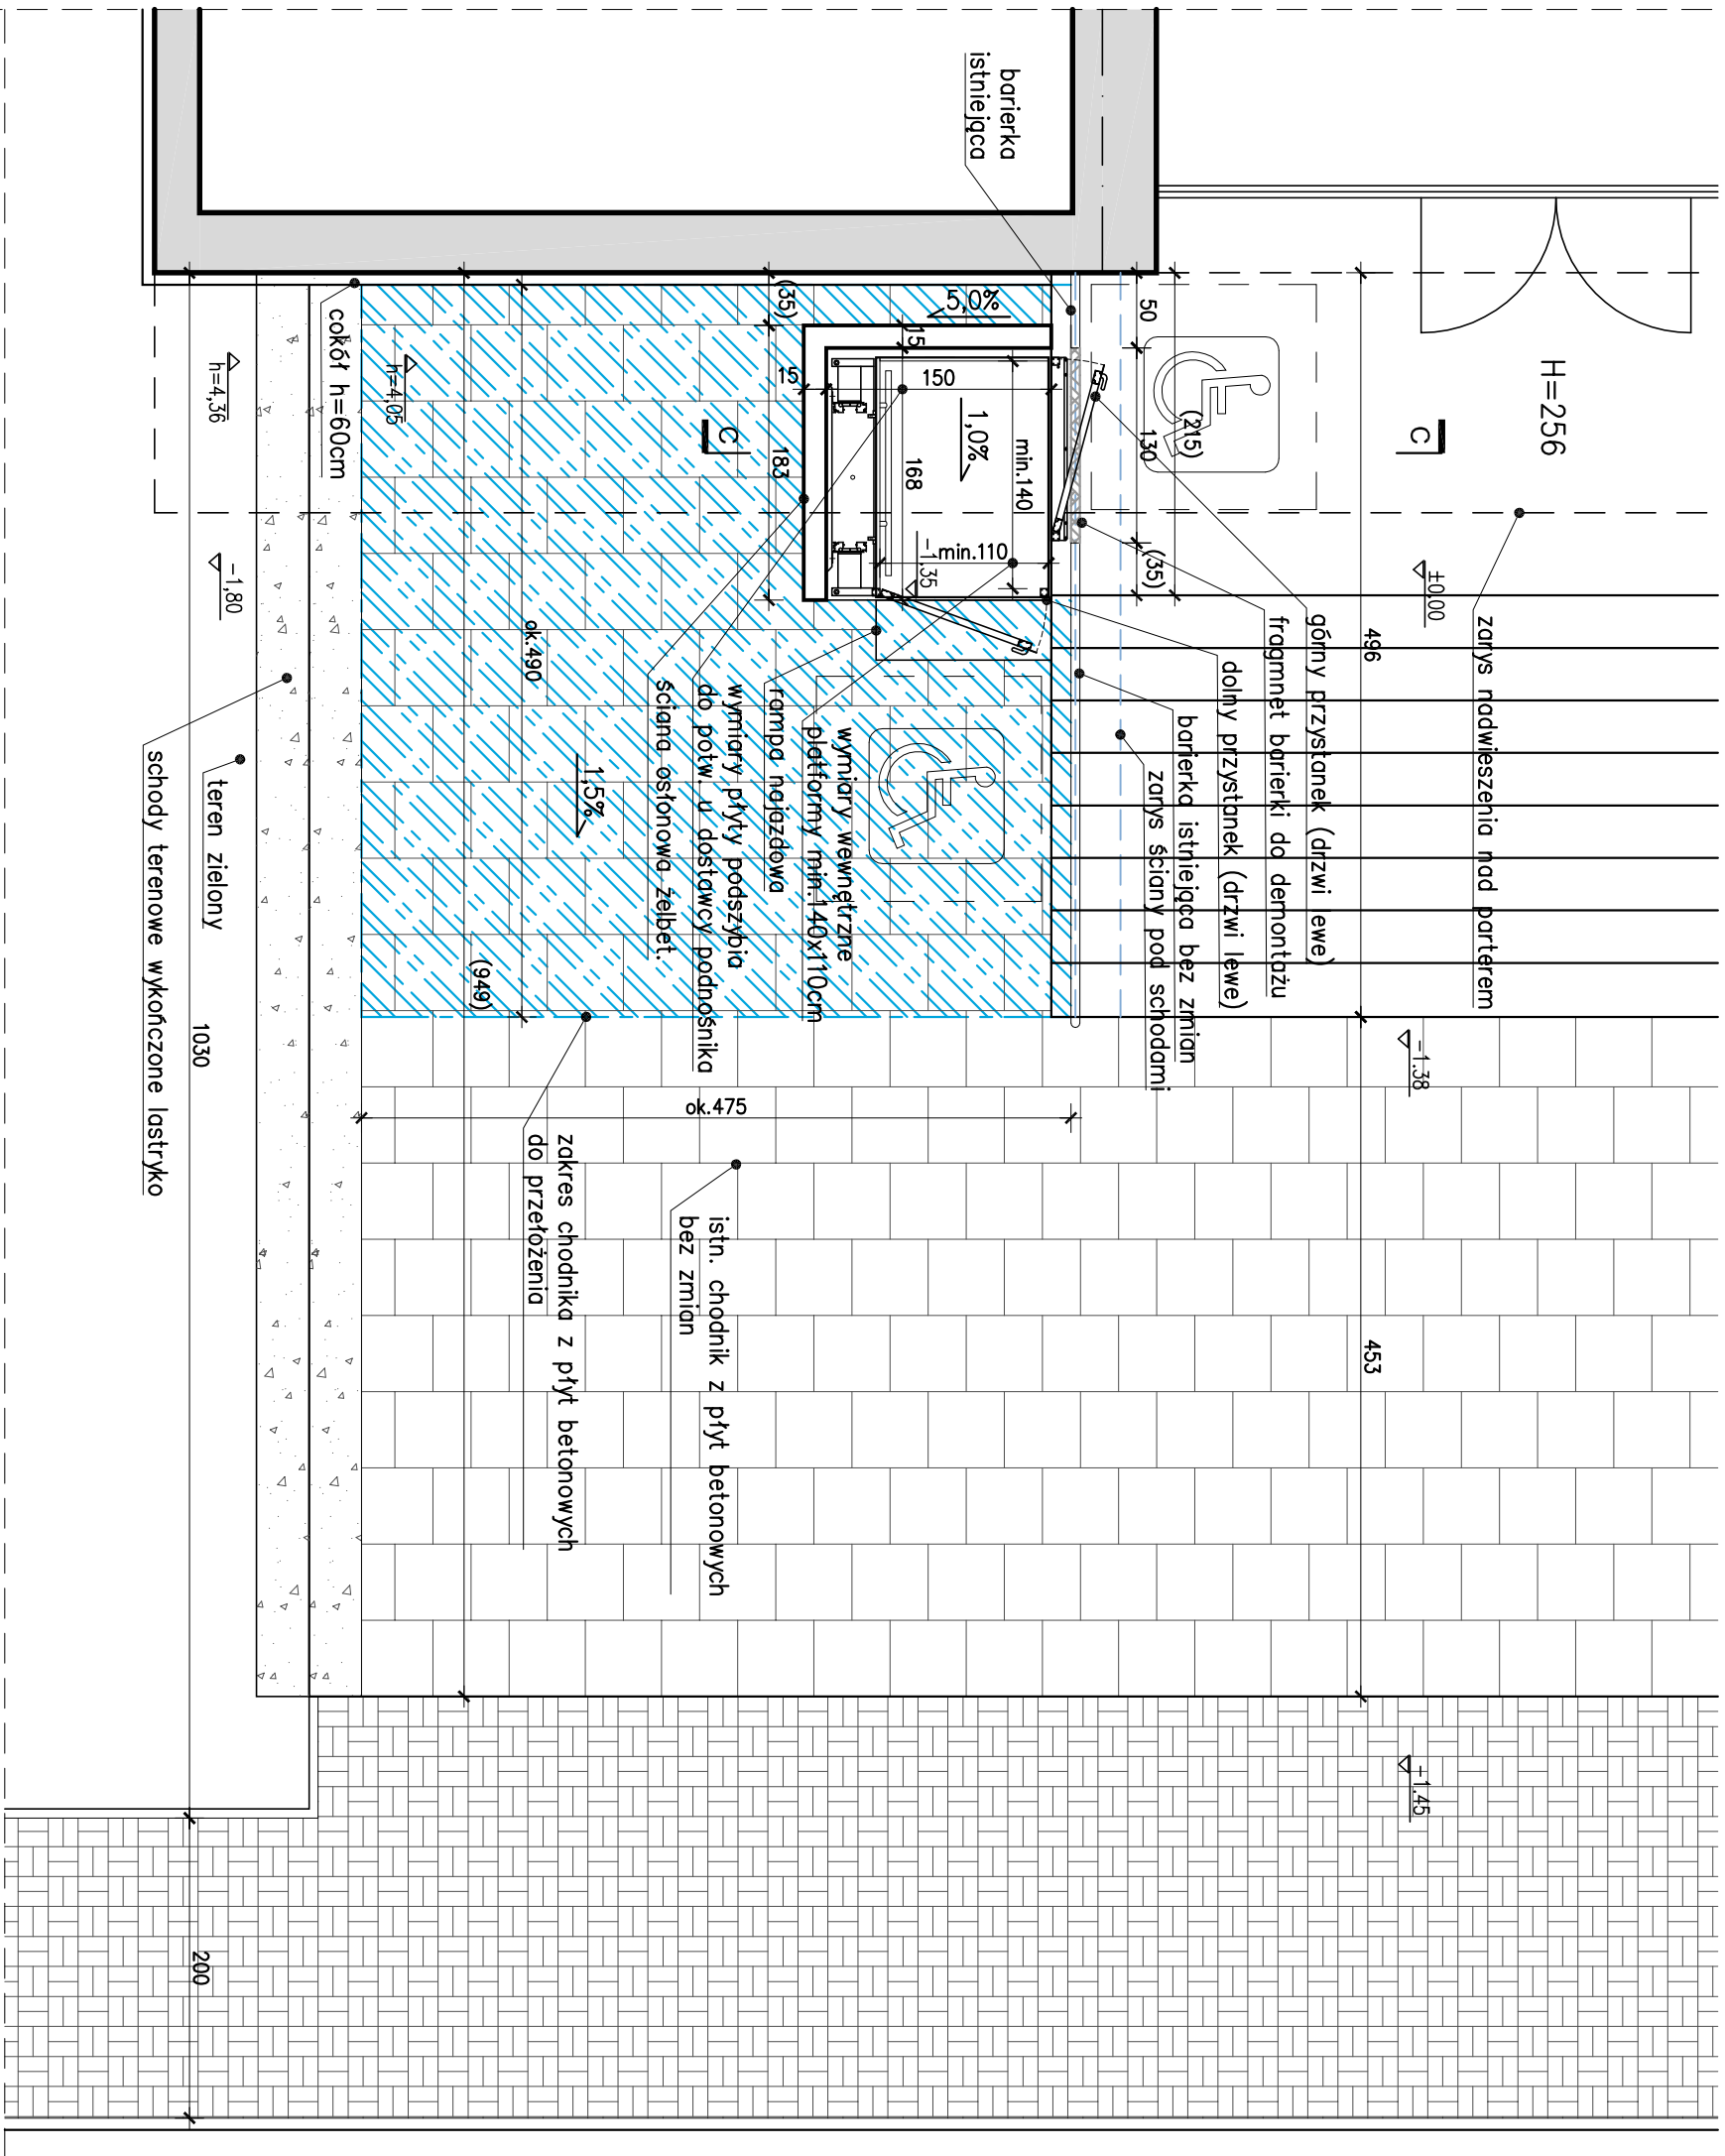 H=256
zarys nadwieszenia nad parterem
±0.00
496
-1.38
453
-1.45
C
górny przystanek (drzwi lewe)
fragmnet barierki do demontażu
dolny przystanek (drzwi lewe)
barierka istniejąca bez zmian
zarys ściany pod schodami
(215)
50
130
(35)
barierka
istniejąca
5,0%
15
150
1,0%
min.140
168
min.110
-1,35
15
(35)
183
C
wymiary wewnętrzne
platformy min.140x110cm
rampa najazdowa
wymiary płyty podszybia
do potw. u dostawcy podnośnika
ściana osłonowa żelbet.
ok.475
istn. chodnik z płyt betonowych
bez zmian
1,5%
zakres chodnika z płyt betonowych
do przełożenia
ok.490
(949)
h=4,05
cokół h=60cm
h=4,36
-1,80
teren zielony
1030
200
schody terenowe wykończone lastryko